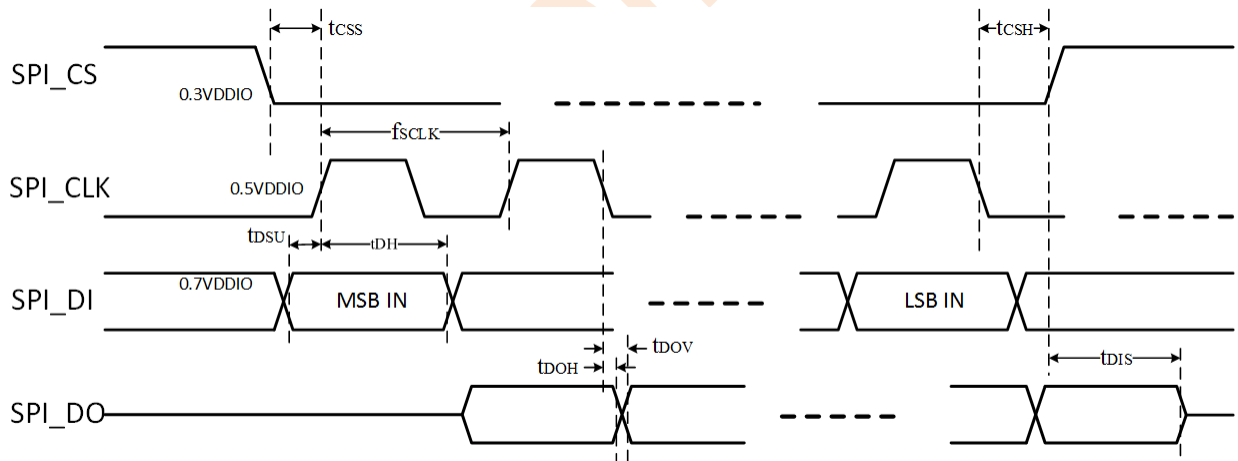 tCSS
tCSH
SPI_CS
0.3VDDIO
fSCLK
SPI_CLK
0.5VDDIO
tDSU
tDH
0.7VDDIO
SPI_DI
MSB IN
LSB IN
tDOV
tDOH
tDIS
SPI_DO